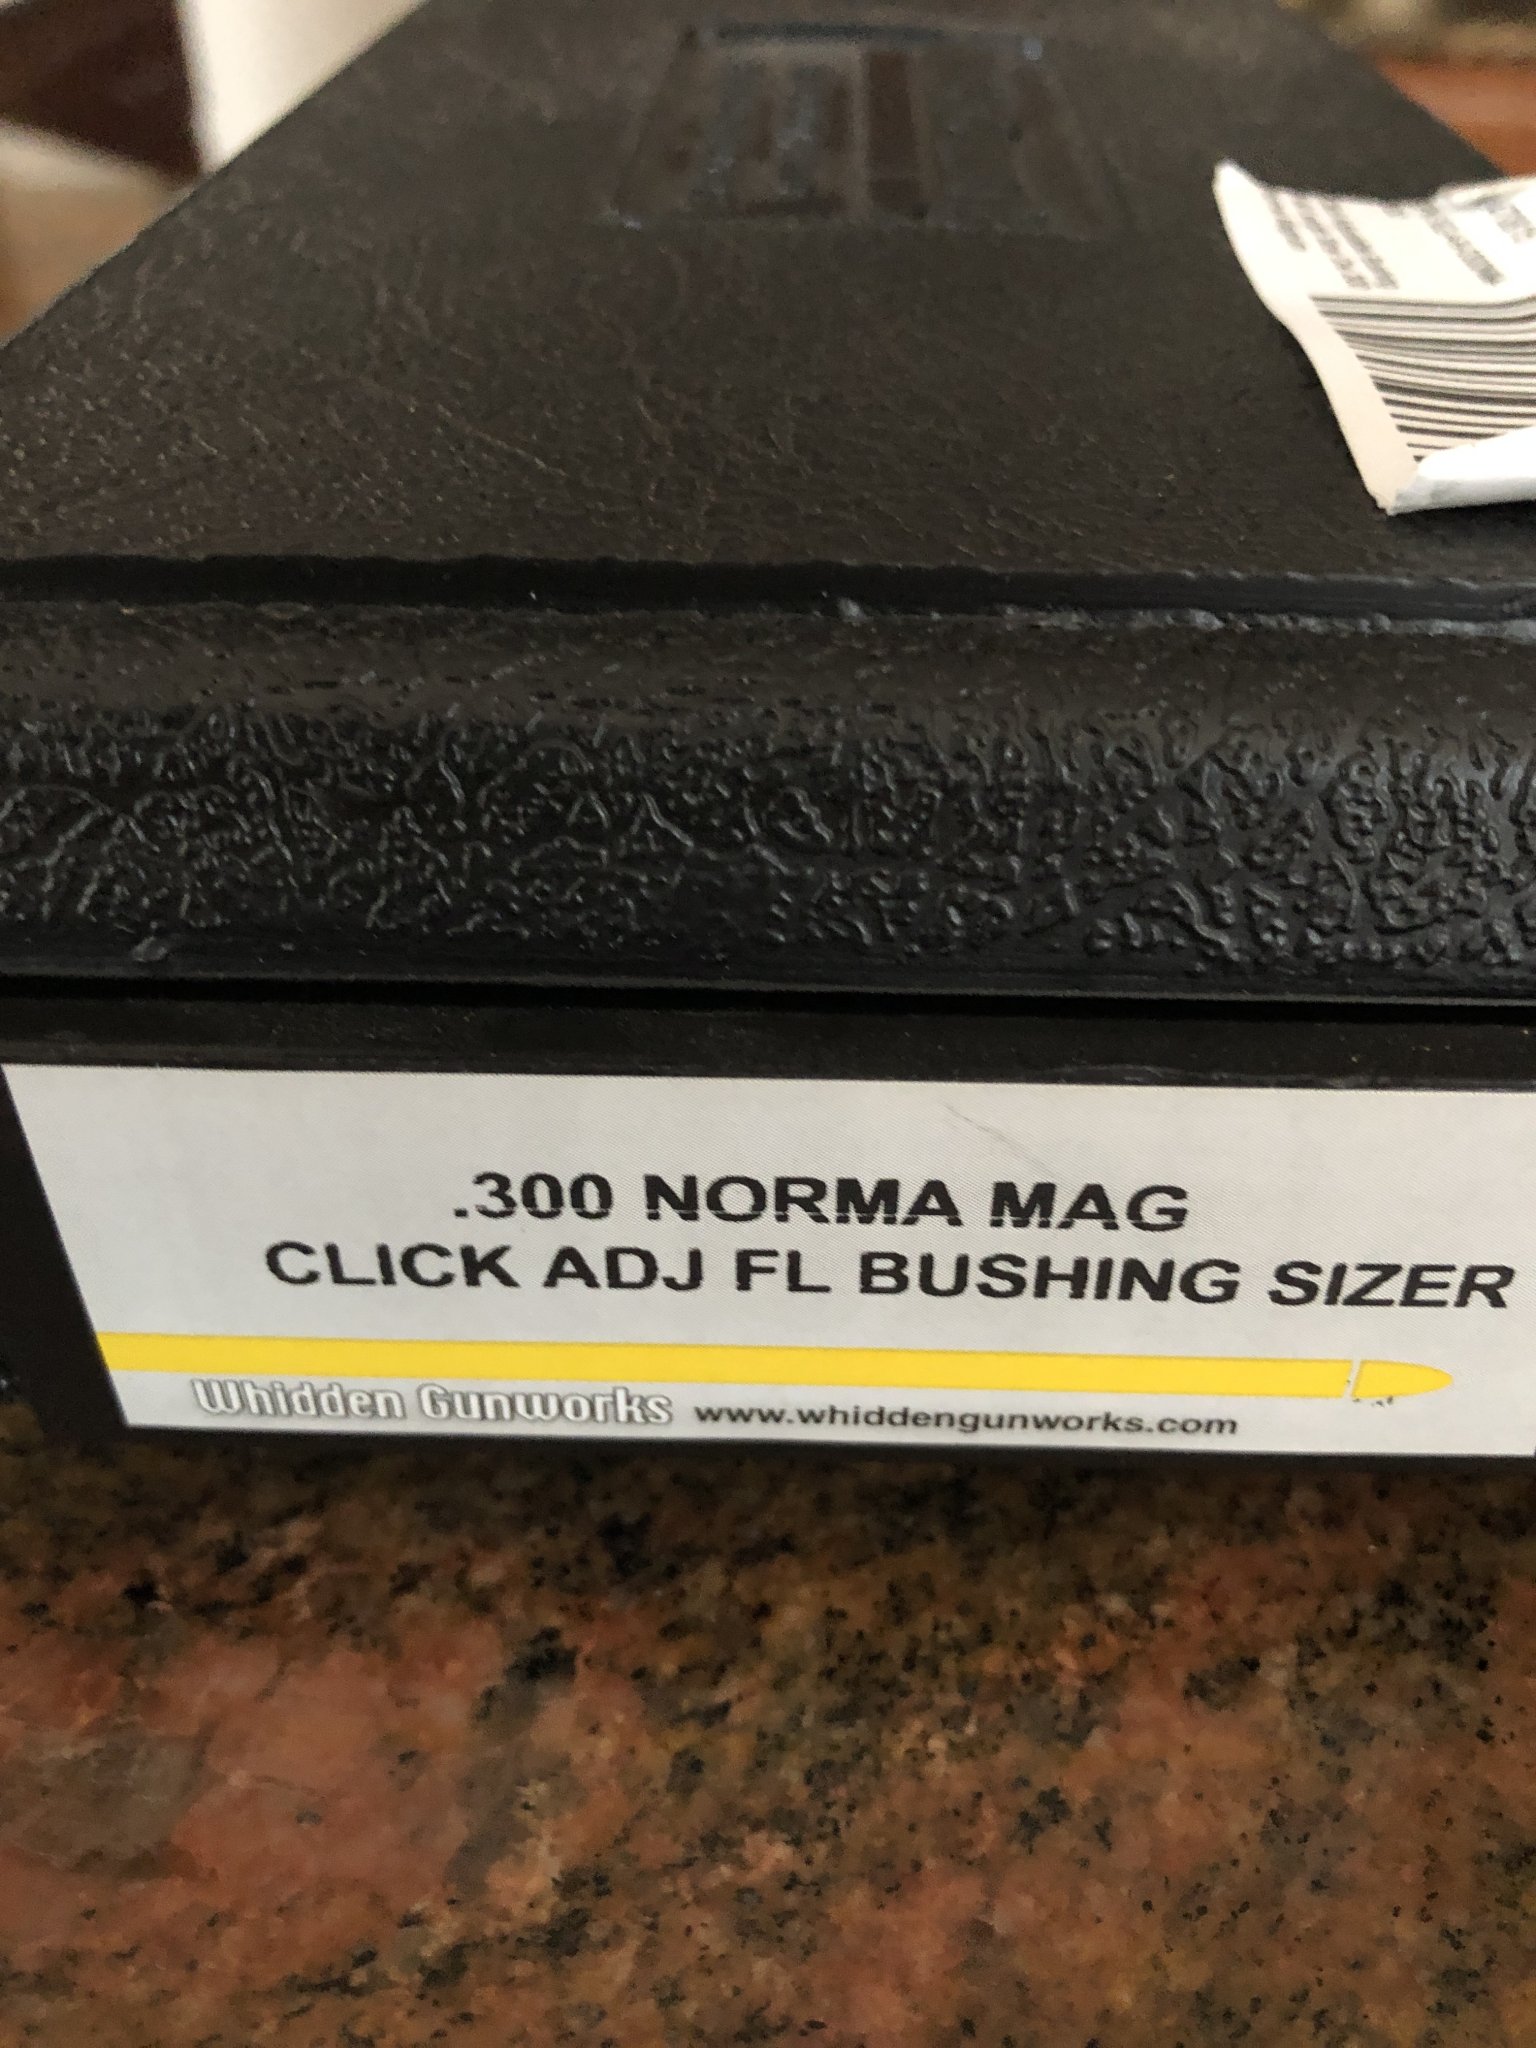 .300 NORMA MAG
CLICK ADJ FL BUSHING SIZER
Whidden Gunworks www.whiddengunworks.com